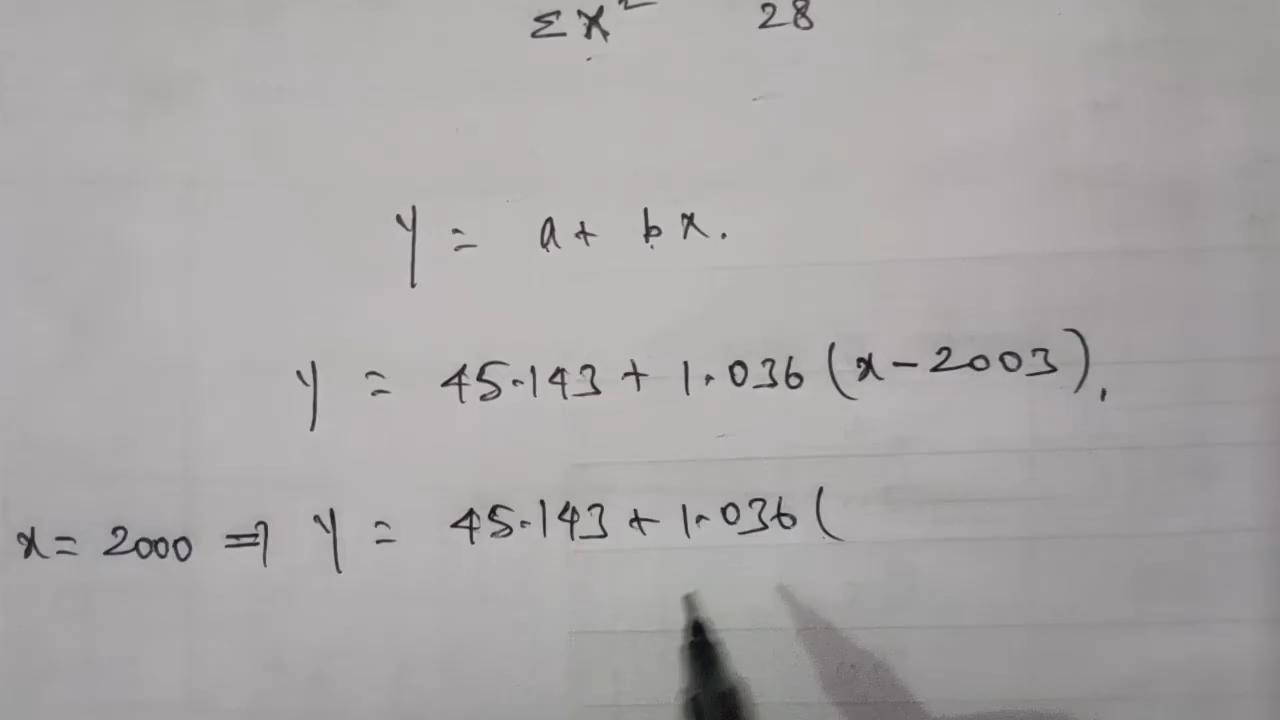 Σx² 28
y = a + bx.
y = 45.143 + 1.036 (x - 2003).
x = 2000 ⇒ y = 45.143 + 1.036 (